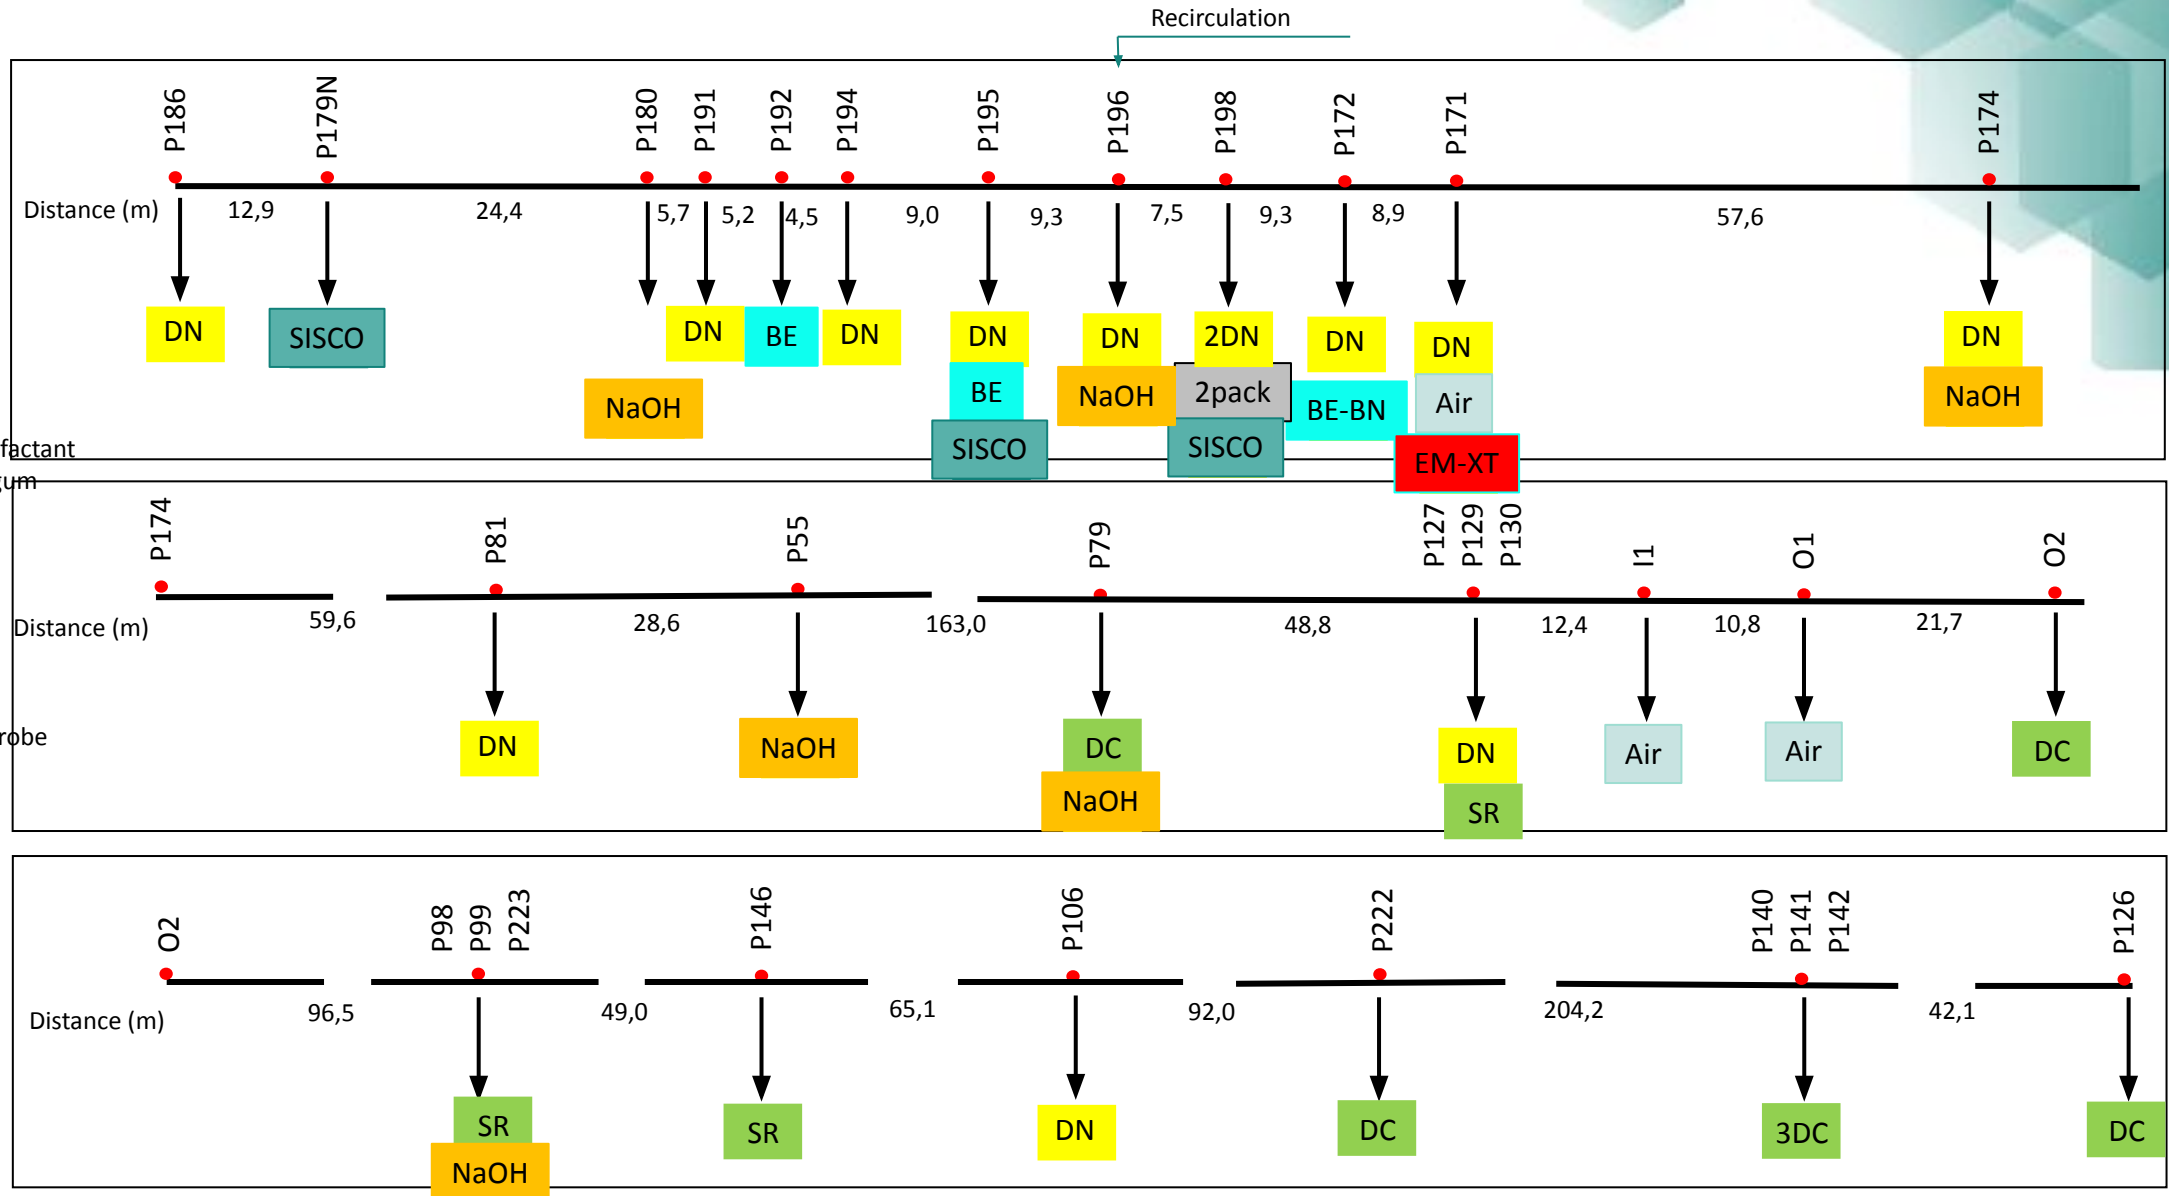 Recirculation
P186
P179N
P180
P191
P192
P194
P195
P196
P198
P172
P171
P174
Distance (m)
12,9
24,4
5,7
5,2
4,5
9,0
9,3
7,5
9,3
8,9
57,6
DN
SISCO
DN
BE
DN
DN
DN
2DN
DN
DN
DN
NaOH
BE
NaOH
2pack
BE-BN
Air
NaOH
SISCO
SISCO
EM-XT
factant
gum
P174
P81
P55
P79
P127
P129
P130
I1
O1
O2
Distance (m)
59,6
28,6
163,0
48,8
12,4
10,8
21,7
DN
NaOH
DC
DN
Air
Air
DC
NaOH
SR
robe
O2
P98
P99
P223
P146
P106
P222
P140
P141
P142
P126
Distance (m)
96,5
49,0
65,1
92,0
204,2
42,1
SR
SR
DN
DC
3DC
DC
NaOH